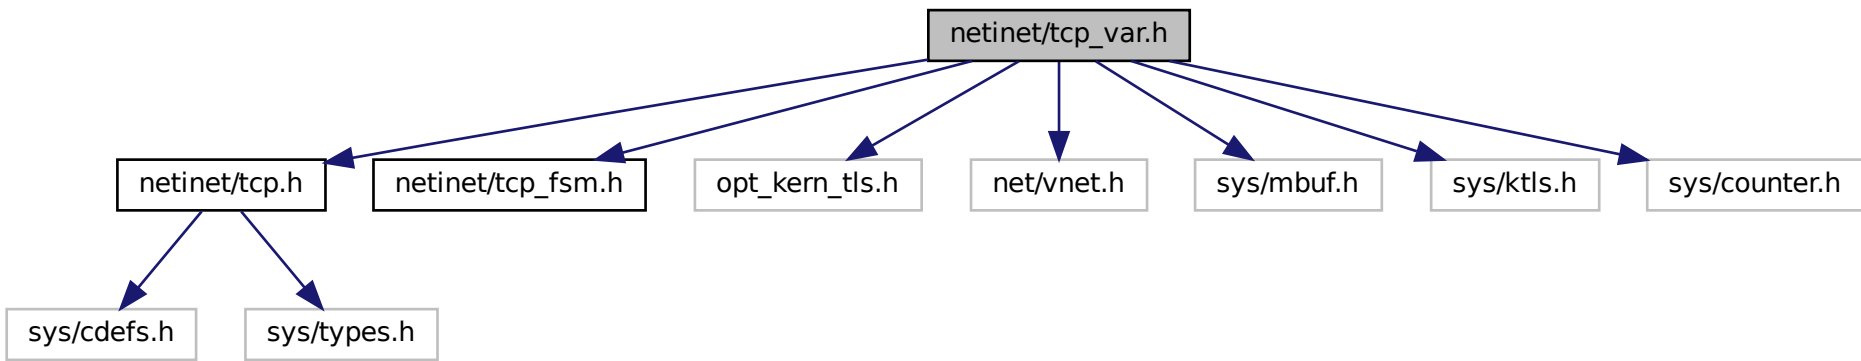 netinet/tcp_var.h
netinet/tcp.h
netinet/tcp_fsm.h
opt_kern_tls.h
net/vnet.h
sys/mbuf.h
sys/ktls.h
sys/counter.h
sys/cdefs.h
sys/types.h